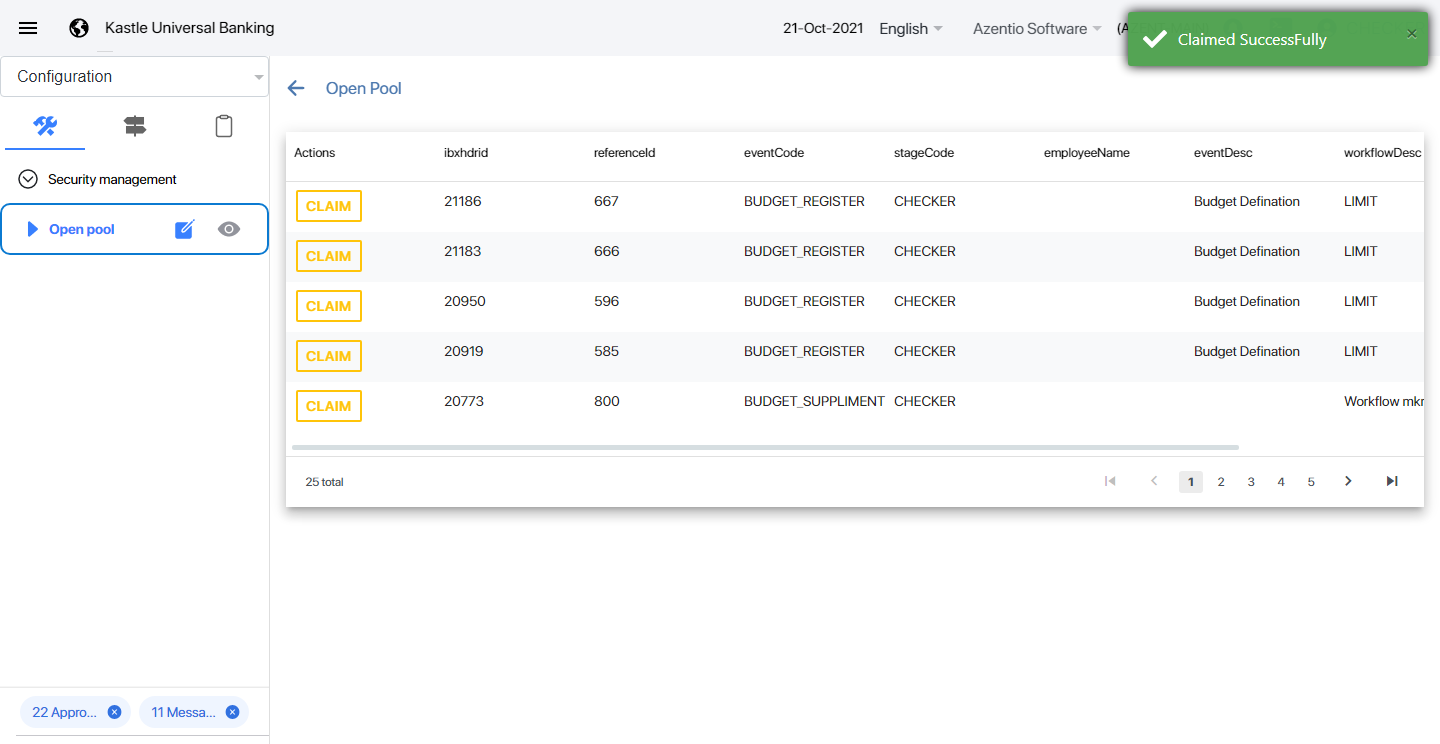 Kastle Universal Banking
21-Oct-2021
English
Azentio Software
Claimed SuccessFully
×
Configuration
Open Pool
Security management
Open pool
Actions ibxhdrid referenceId eventCode stageCode employeeName eventDesc workflowDesc
CLAIM 21186 667 BUDGET_REGISTER CHECKER Budget Defination LIMIT
CLAIM 21183 666 BUDGET_REGISTER CHECKER Budget Defination LIMIT
CLAIM 20950 596 BUDGET_REGISTER CHECKER Budget Defination LIMIT
CLAIM 20919 585 BUDGET_REGISTER CHECKER Budget Defination LIMIT
CLAIM 20773 800 BUDGET_SUPPLIMENT CHECKER Workflow mkr
25 total
1 2 3 4 5
22 Appro...
11 Messa...